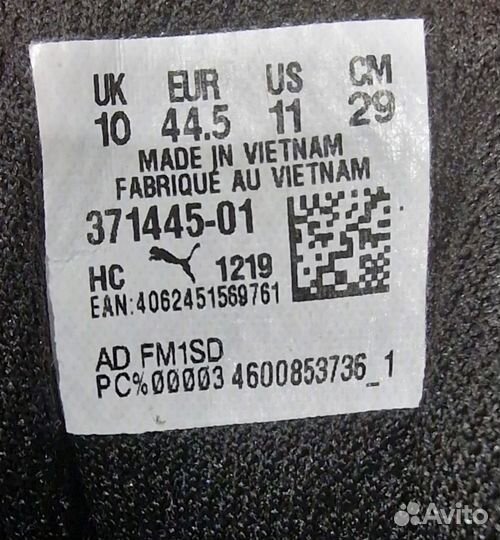 UK EUR US CM
10 44.5 11 29
MADE IN VIETNAM
FABRIQUE AU VIETNAM
371445-01
HC 1219
EAN:4062451569761
AD FM1SD
PC%00003 4600853736_1
Avito